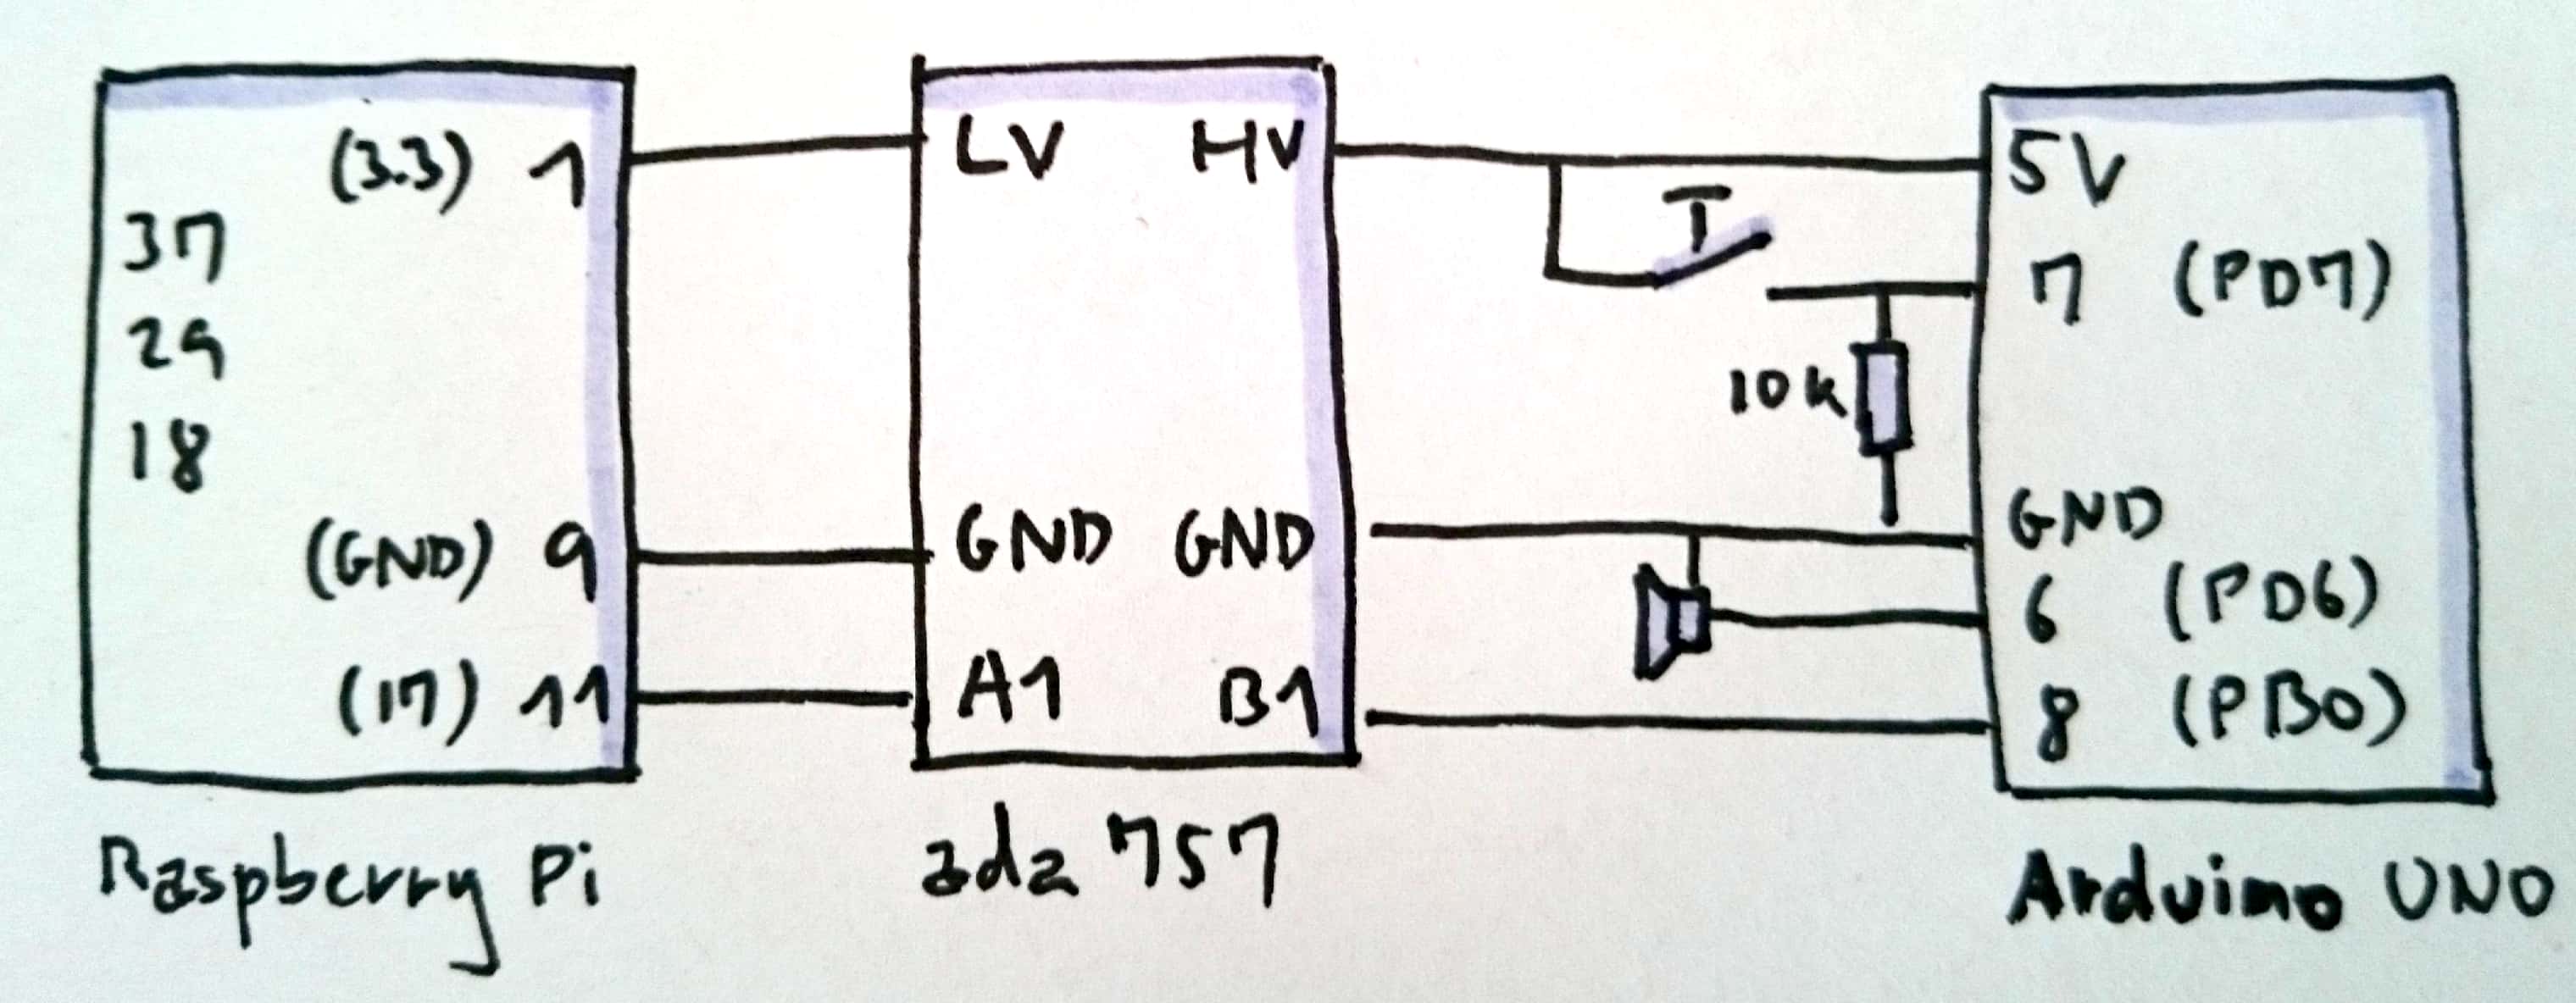 (3.3) 1
37
29
18
(GND) 9
(17) 11
Raspberry Pi
LV HV
GND GND
A1 B1
ada 757
T
10k
5V
7 (PD7)
GND
6 (PD6)
8 (PB0)
Arduino UNO